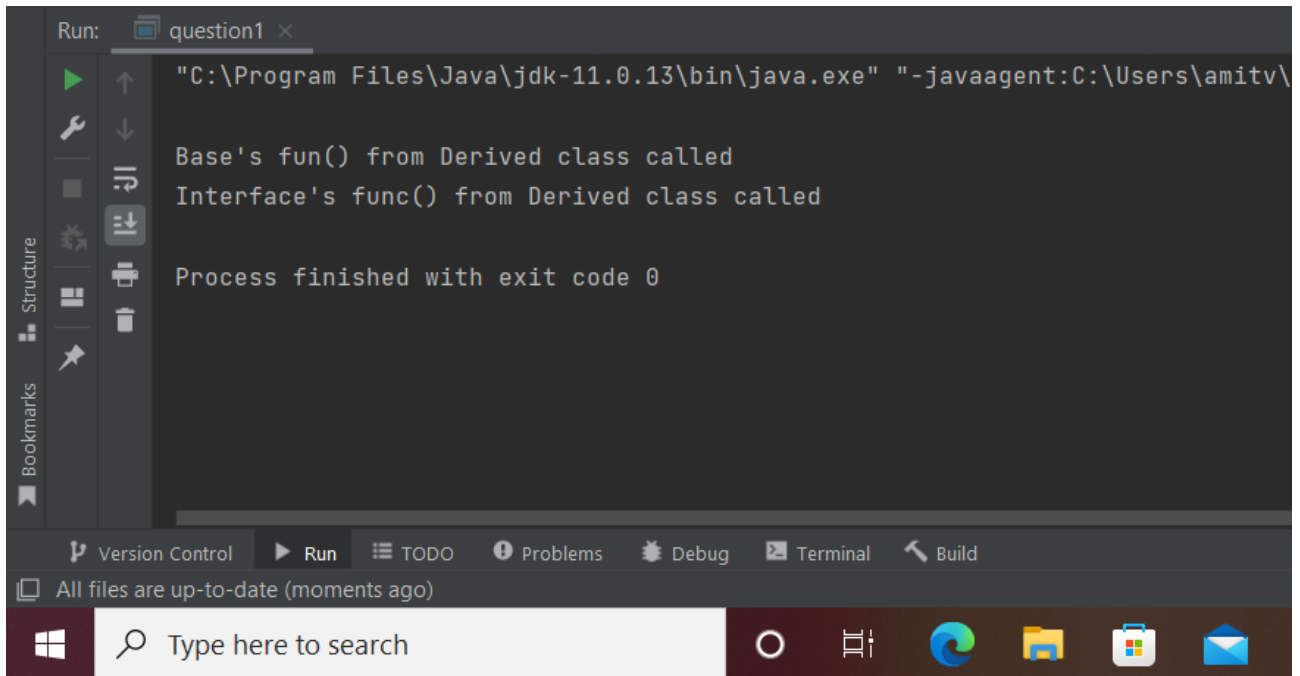 Run: question1
"C:\Program Files\Java\jdk-11.0.13\bin\java.exe" "-javaagent:C:\Users\amitv\
Base's fun() from Derived class called
Interface's func() from Derived class called
Process finished with exit code 0
Structure
Bookmarks
Version Control Run TODO Problems Debug Terminal Build
All files are up-to-date (moments ago)
Type here to search